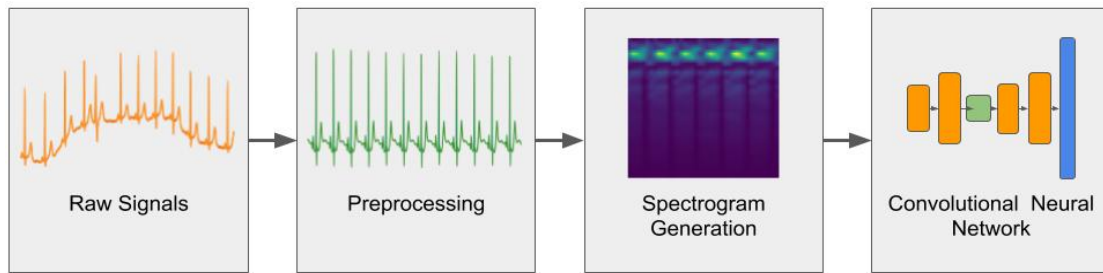 Raw Signals
Preprocessing
Spectrogram
Generation
Convolutional Neural
Network